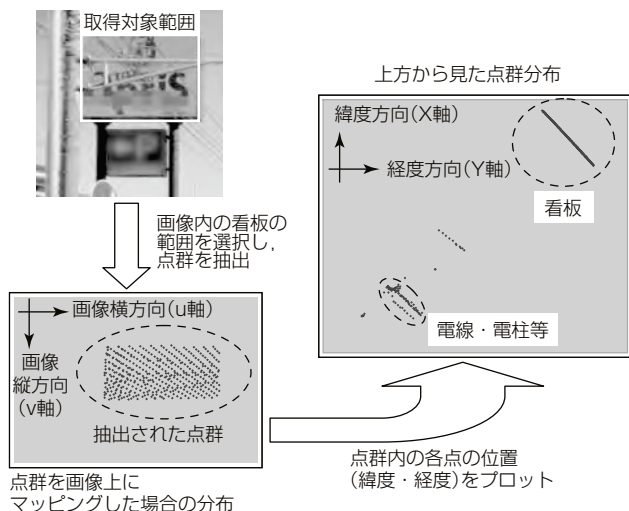 取得対象範囲
画像内の看板の
範囲を選択し,
点群を抽出
画像横方向(u軸)
画像
縦方向
(v軸)
抽出された点群
点群を画像上に
マッピングした場合の分布
上方から見た点群分布
緯度方向(X軸)
経度方向(Y軸)
看板
電線・電柱等
点群内の各点の位置
(緯度・経度)をプロット